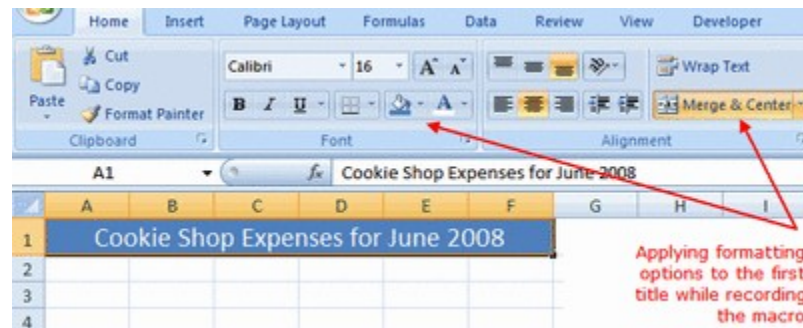 Home Insert Page Layout Formulas Data Review View Developer
Cut
Copy
Format Painter
Paste
Calibri 16 A A
Wrap Text
B I U A
Merge & Center
Clipboard Font Alignment
A1 fx Cookie Shop Expenses for June 2008
A B C D E F G H I
1 Cookie Shop Expenses for June 2008
2
3
4
Applying formatting
options to the first
title while recording
the macro